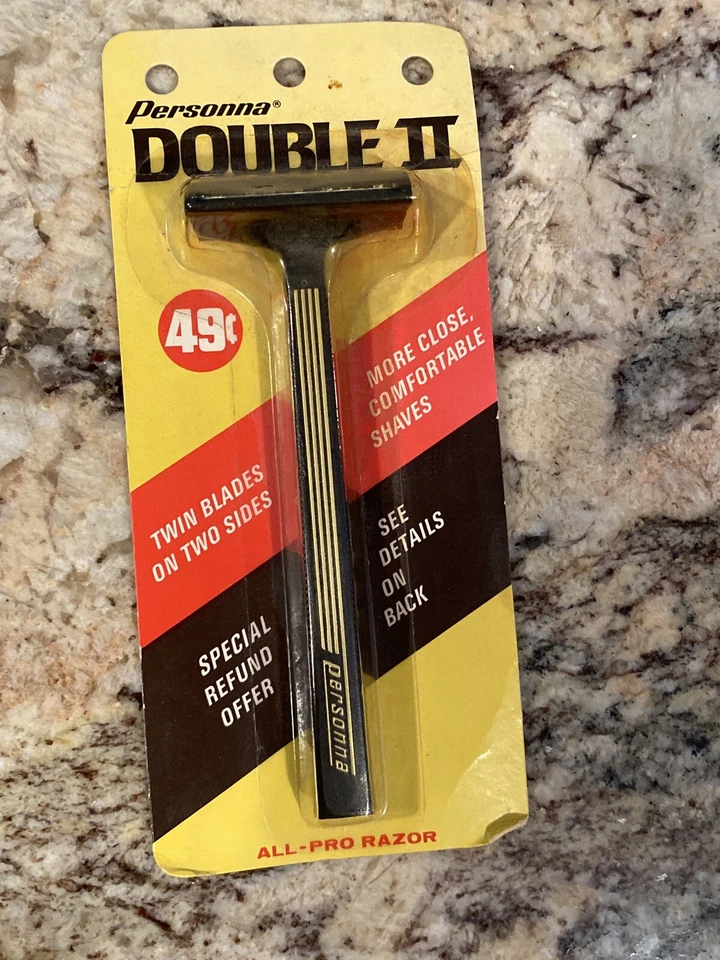 Personna®
DOUBLE II
49¢
MORE CLOSE,
COMFORTABLE
SHAVES
TWIN BLADES
ON TWO SIDES
SEE
DETAILS
ON
BACK
SPECIAL
REFUND
OFFER
Personna
ALL-PRO RAZOR